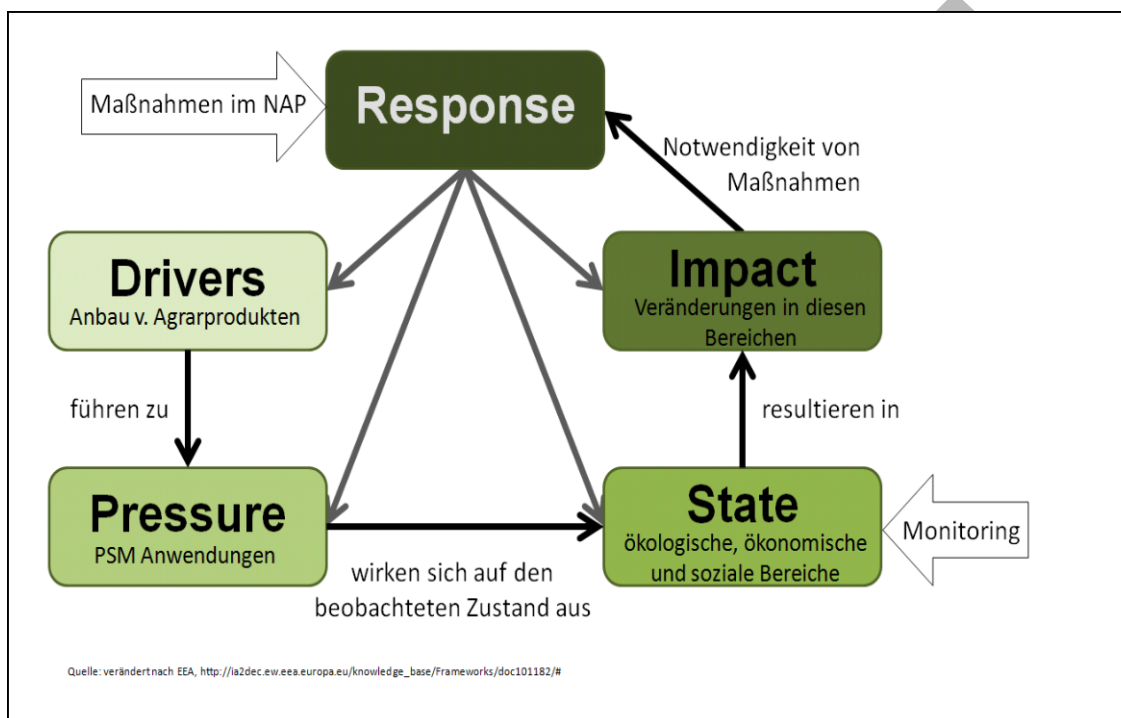 Maßnahmen im NAP
Response
Notwendigkeit von
Maßnahmen
Drivers
Anbau v. Agrarprodukten
Impact
Veränderungen in diesen
Bereichen
führen zu
resultieren in
Pressure
PSM Anwendungen
State
ökologische, ökonomische
und soziale Bereiche
Monitoring
wirken sich auf den
beobachteten Zustand aus
Quelle: verändert nach EEA, http://ia2dec.ew.eea.europa.eu/knowledge_base/Frameworks/doc101182/#